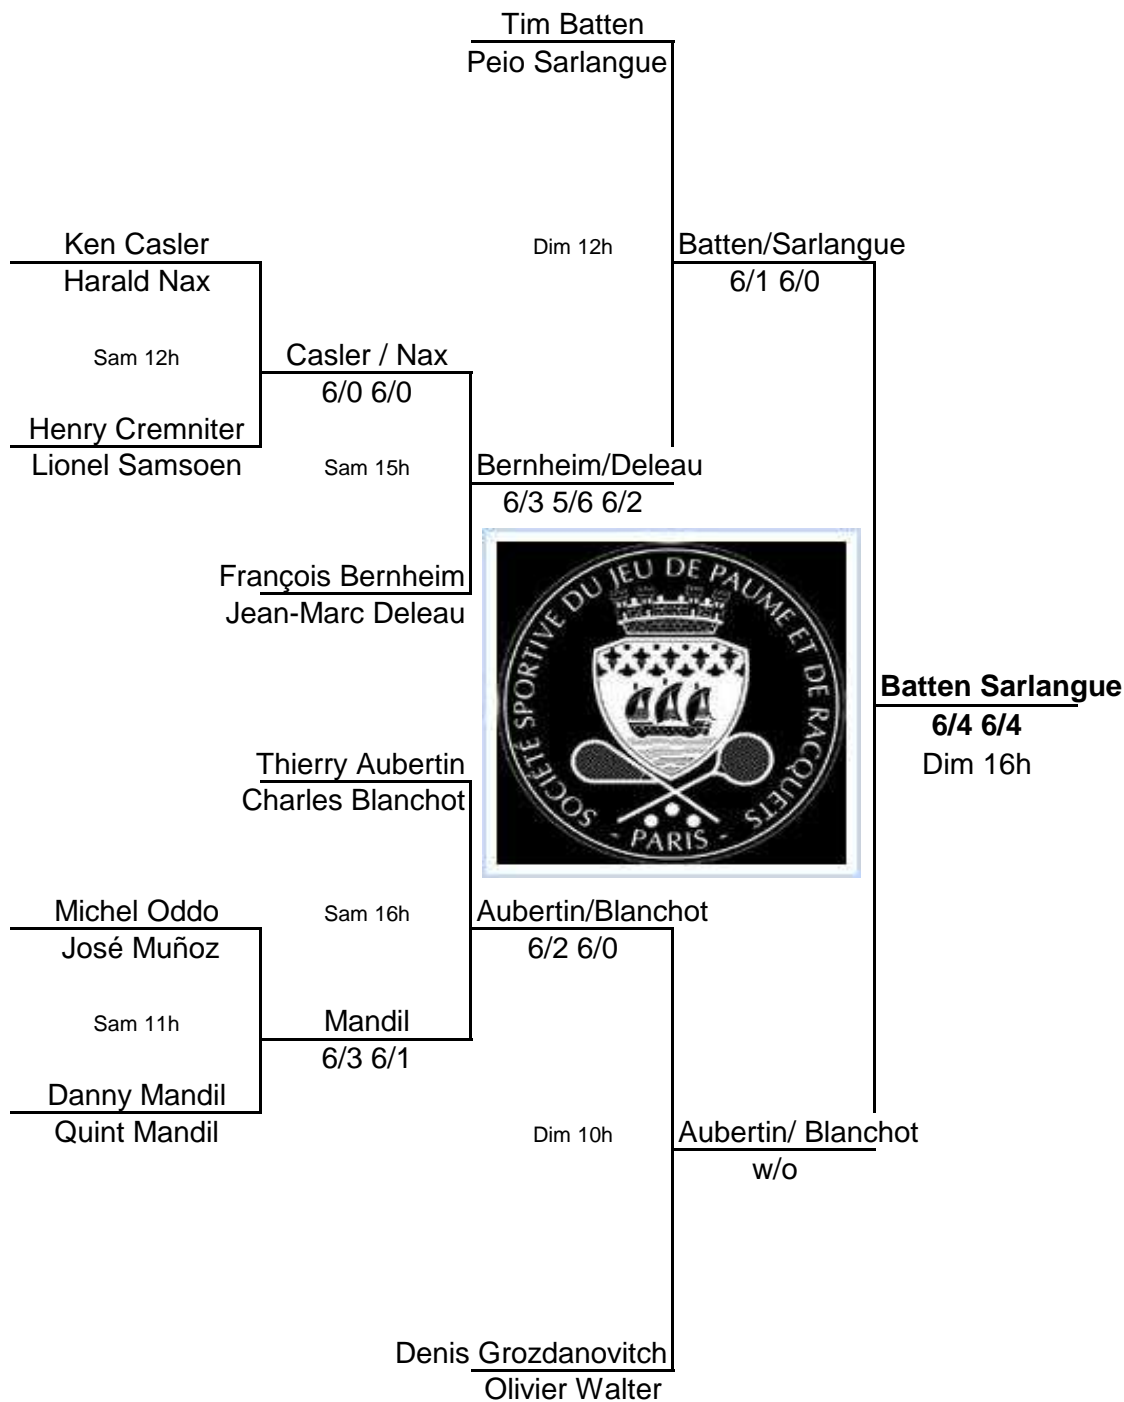 Tim Batten
Peio Sarlangue
Ken Casler
Harald Nax
Dim 12h
Batten/Sarlangue
6/1 6/0
Sam 12h
Casler / Nax
6/0 6/0
Henry Cremniter
Lionel Samsoen
Sam 15h
Bernheim/Deleau
6/3 5/6 6/2
François Bernheim
Jean-Marc Deleau
SOCIÉTÉ SPORTIVE DU JEU DE PAUME ET DE RACQUETS
- PARIS -
Batten Sarlangue
6/4 6/4
Dim 16h
Thierry Aubertin
Charles Blanchot
Michel Oddo
José Muñoz
Sam 16h
Aubertin/Blanchot
6/2 6/0
Sam 11h
Mandil
6/3 6/1
Danny Mandil
Quint Mandil
Dim 10h
Aubertin/ Blanchot
w/o
Denis Grozdanovitch
Olivier Walter